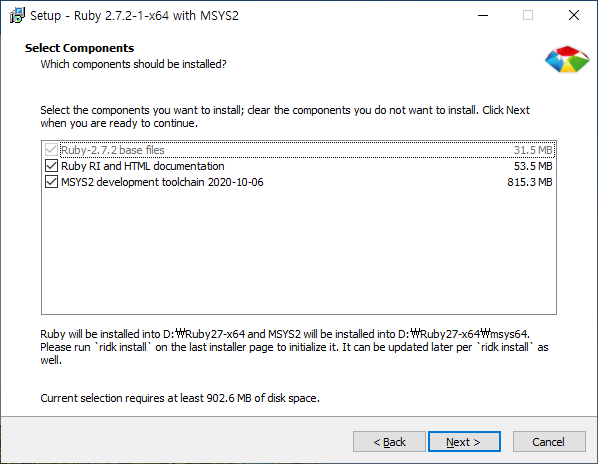 Setup - Ruby 2.7.2-1-x64 with MSYS2
Select Components
Which components should be installed?
Select the components you want to install; clear the components you do not want to install. Click Next
when you are ready to continue.
Ruby-2.7.2 base files 31.5 MB
Ruby RI and HTML documentation 53.5 MB
MSYS2 development toolchain 2020-10-06 815.3 MB
Ruby will be installed into D:₩Ruby27-x64 and MSYS2 will be installed into D:₩Ruby27-x64₩msys64.
Please run `ridk install` on the last installer page to initialize it. It can be updated later per `ridk install` as
well.
Current selection requires at least 902.6 MB of disk space.
< Back Next > Cancel